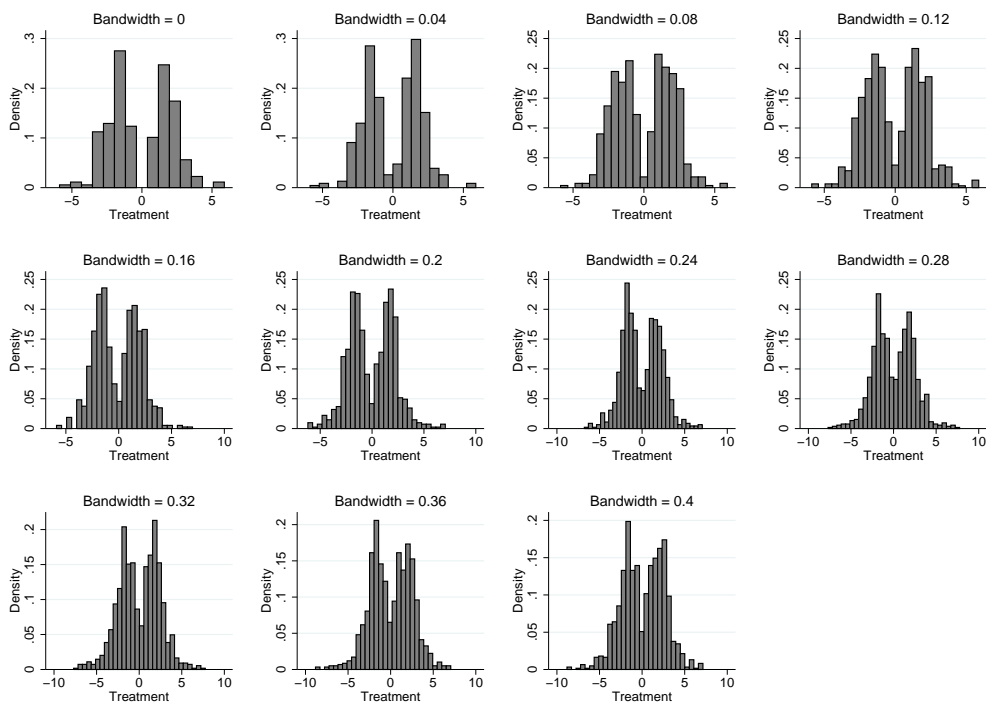 Bandwidth = 0
Bandwidth = 0.04
Bandwidth = 0.08
Bandwidth = 0.12
Density
0 .1 .2 .3
−5 0 5
Treatment
Density
0 .1 .2 .3
−5 0 5
Treatment
Density
0 .05 .1 .15 .2 .25
−5 0 5
Treatment
Density
0 .05 .1 .15 .2 .25
−5 0 5
Treatment
Bandwidth = 0.16
Bandwidth = 0.2
Bandwidth = 0.24
Bandwidth = 0.28
Density
0 .05 .1 .15 .2 .25
−5 0 5 10
Treatment
Density
0 .05 .1 .15 .2 .25
−5 0 5 10
Treatment
Density
0 .05 .1 .15 .2 .25
−10 −5 0 5 10
Treatment
Density
0 .05 .1 .15 .2 .25
−10 −5 0 5 10
Treatment
Bandwidth = 0.32
Bandwidth = 0.36
Bandwidth = 0.4
Density
0 .05 .1 .15 .2
−10 −5 0 5 10
Treatment
Density
0 .05 .1 .15 .2
−10 −5 0 5 10
Treatment
Density
0 .05 .1 .15 .2
−10 −5 0 5 10
Treatment